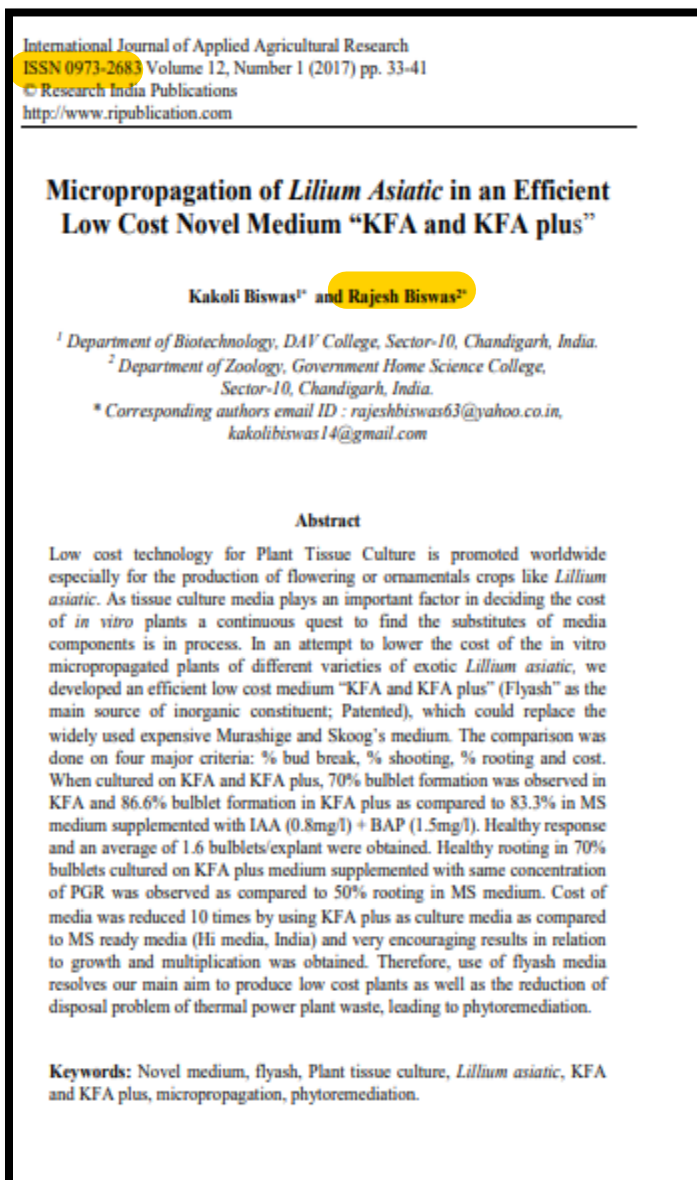 International Journal of Applied Agricultural Research
ISSN 0973-2683 Volume 12, Number 1 (2017) pp. 33-41
© Research India Publications
http://www.ripublication.com
Micropropagation of Lilium Asiatic in an Efficient
Low Cost Novel Medium “KFA and KFA plus”
Kakoli Biswas¹* and Rajesh Biswas²*
¹ Department of Biotechnology, DAV College, Sector-10, Chandigarh, India.
² Department of Zoology, Government Home Science College,
Sector-10, Chandigarh, India.
* Corresponding authors email ID : rajeshbiswas63@yahoo.co.in,
kakolibiswas14@gmail.com
Abstract
Low cost technology for Plant Tissue Culture is promoted worldwide
especially for the production of flowering or ornamentals crops like Lillium
asiatic. As tissue culture media plays an important factor in deciding the cost
of in vitro plants a continuous quest to find the substitutes of media
components is in process. In an attempt to lower the cost of the in vitro
micropropagated plants of different varieties of exotic Lillium asiatic, we
developed an efficient low cost medium “KFA and KFA plus” (Flyash” as the
main source of inorganic constituent; Patented), which could replace the
widely used expensive Murashige and Skoog’s medium. The comparison was
done on four major criteria: % bud break, % shooting, % rooting and cost.
When cultured on KFA and KFA plus, 70% bulblet formation was observed in
KFA and 86.6% bulblet formation in KFA plus as compared to 83.3% in MS
medium supplemented with IAA (0.8mg/l) + BAP (1.5mg/l). Healthy response
and an average of 1.6 bulblets/explant were obtained. Healthy rooting in 70%
bulblets cultured on KFA plus medium supplemented with same concentration
of PGR was observed as compared to 50% rooting in MS medium. Cost of
media was reduced 10 times by using KFA plus as culture media as compared
to MS ready media (Hi media, India) and very encouraging results in relation
to growth and multiplication was obtained. Therefore, use of flyash media
resolves our main aim to produce low cost plants as well as the reduction of
disposal problem of thermal power plant waste, leading to phytoremediation.
Keywords: Novel medium, flyash, Plant tissue culture, Lillium asiatic, KFA
and KFA plus, micropropagation, phytoremediation.